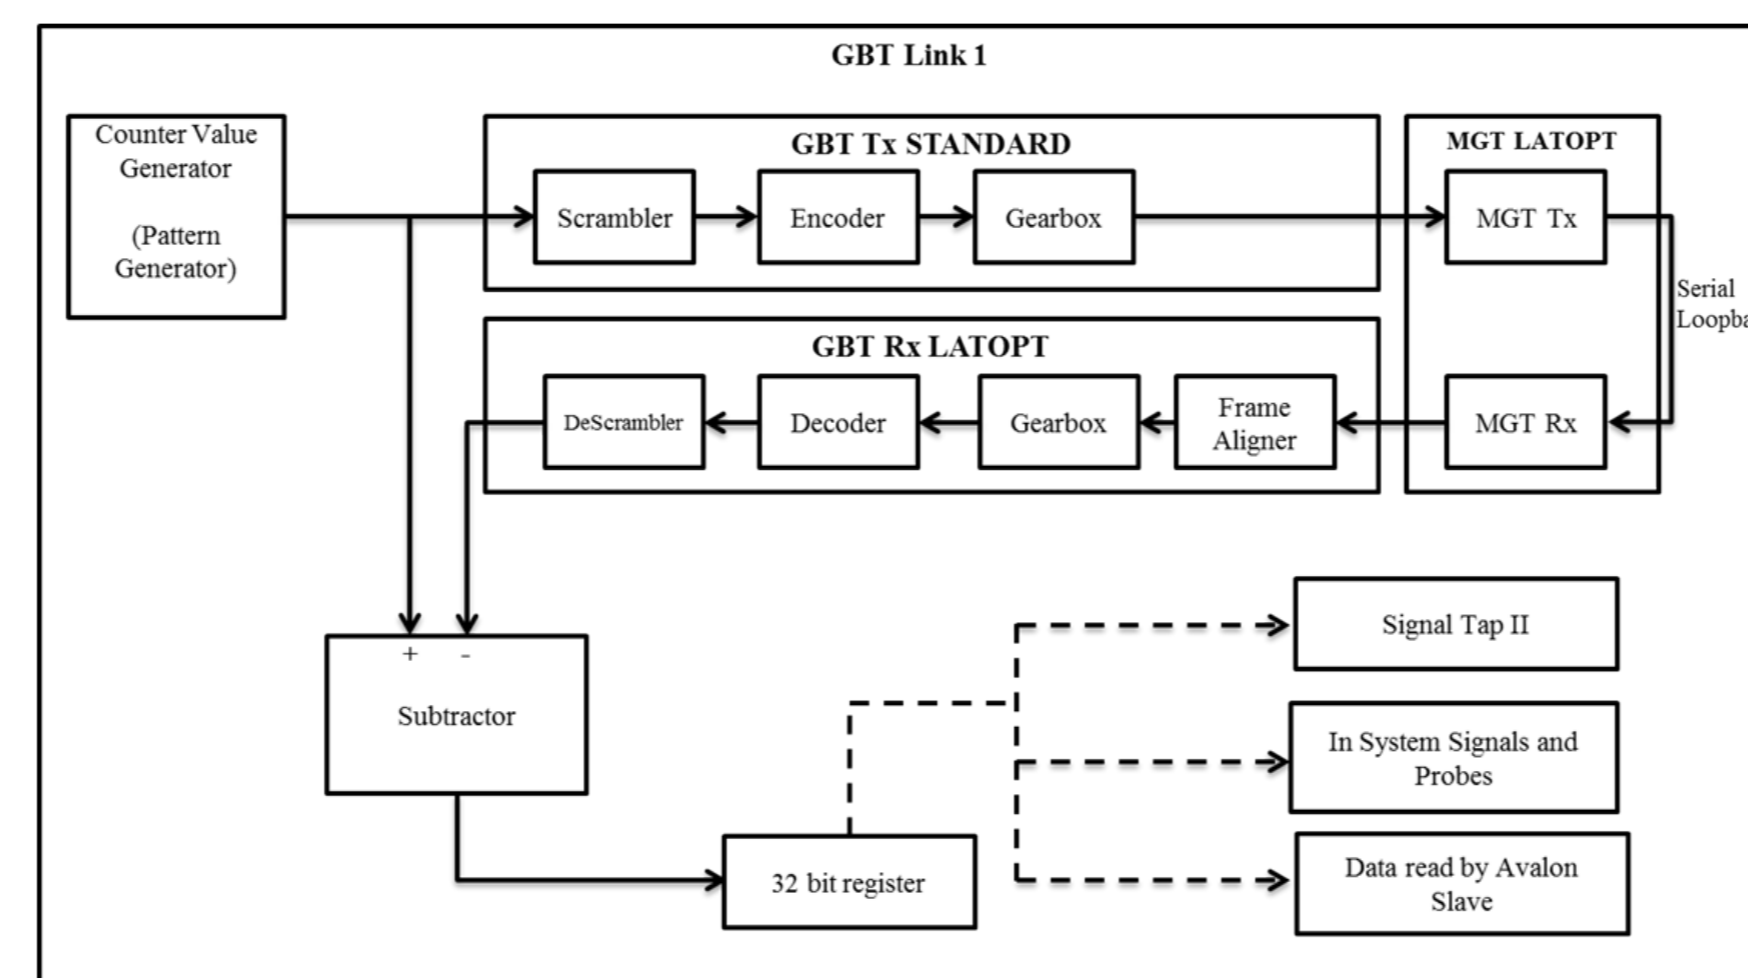 GBT Link 1
Counter Value
Generator
(Pattern
Generator)
GBT Tx STANDARD
Scrambler
Encoder
Gearbox
MGT LATOPT
MGT Tx
Serial
GBT Rx LATOPT
DeScrambler
Decoder
Gearbox
Frame
Aligner
MGT Rx
+ -
Subtractor
32 bit register
Signal Tap II
In System Signals and
Probes
Data read by Avalon
Slave